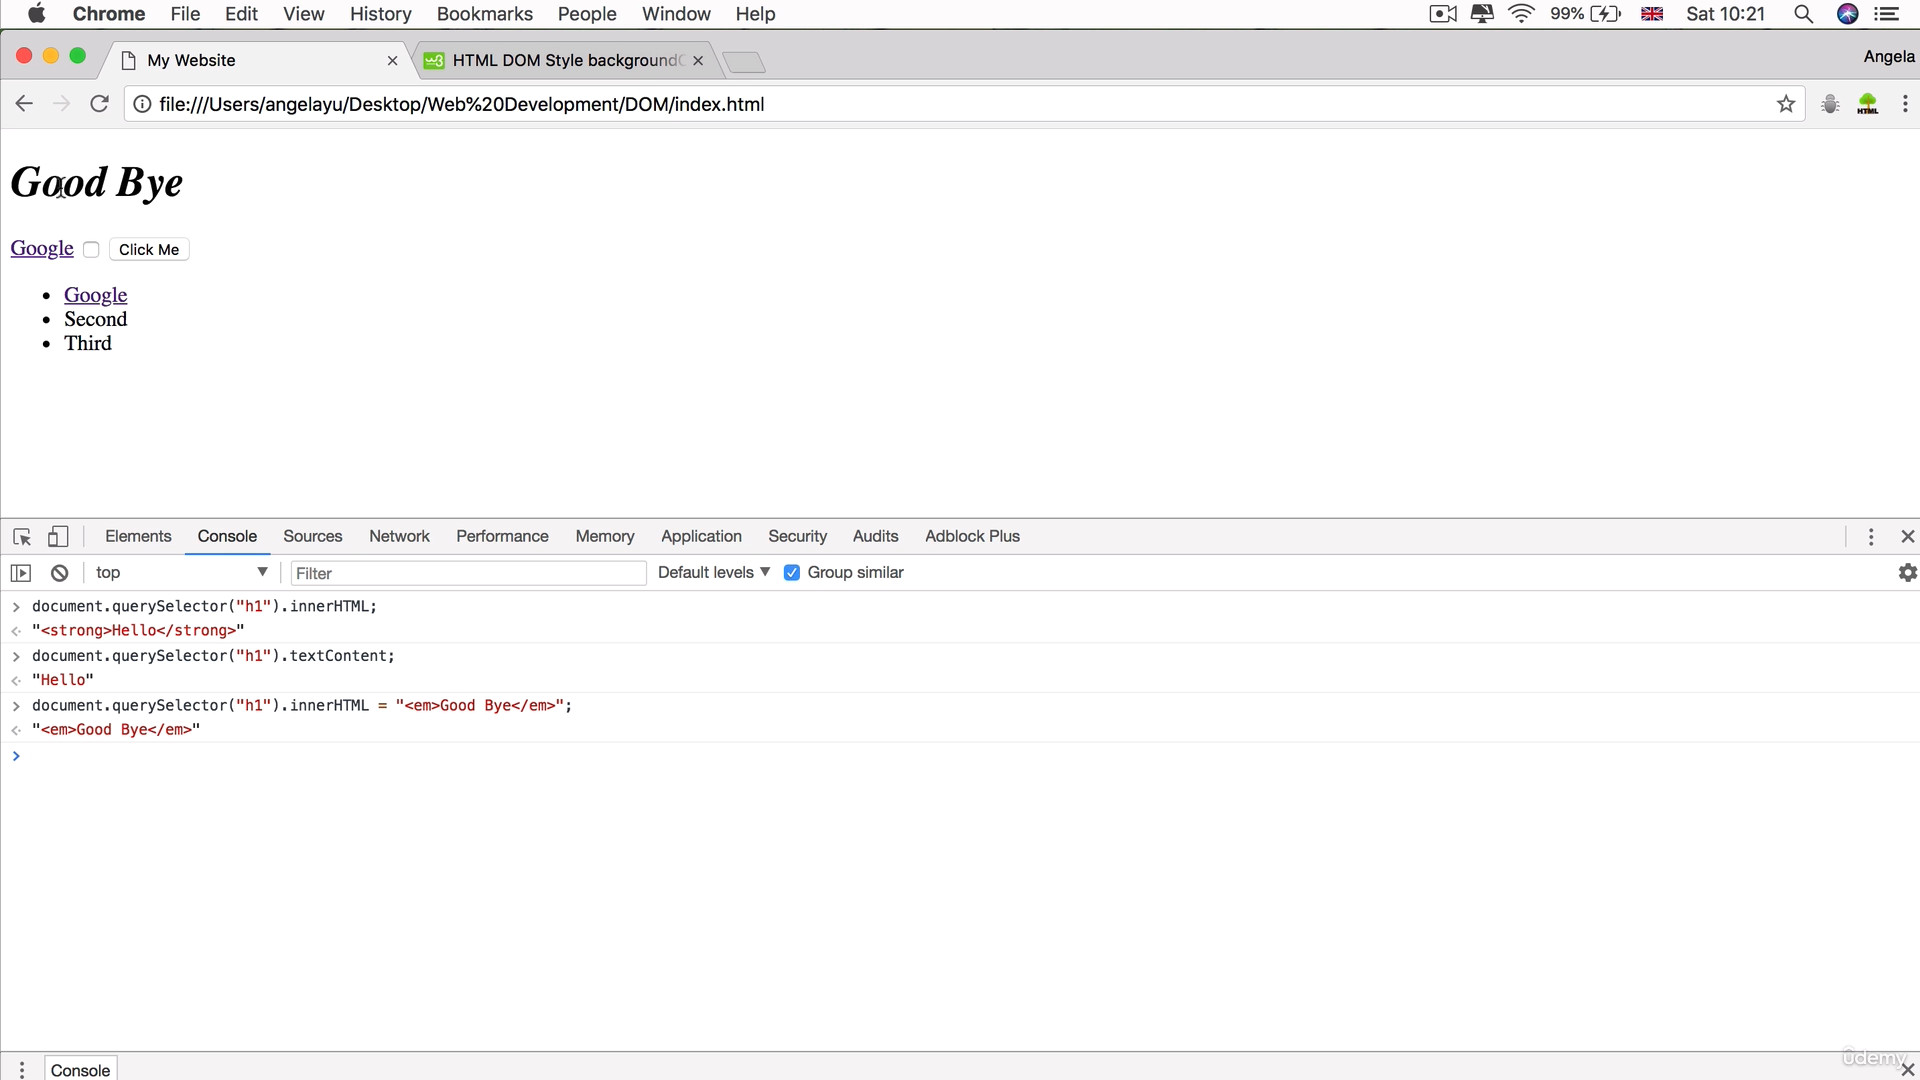 Chrome File Edit View History Bookmarks People Window Help 99% Sat 10:21
My Website HTML DOM Style background Angela
file:///Users/angelayu/Desktop/Web%20Development/DOM/index.html HTML
Good Bye
Google Click Me
Google
Second
Third
Elements Console Sources Network Performance Memory Application Security Audits Adblock Plus
top Filter Default levels Group similar
> document.querySelector("h1").innerHTML;
"<strong>Hello</strong>"
> document.querySelector("h1").textContent;
"Hello"
> document.querySelector("h1").innerHTML = "<em>Good Bye</em>";
"<em>Good Bye</em>"
>
Console
ûdemy